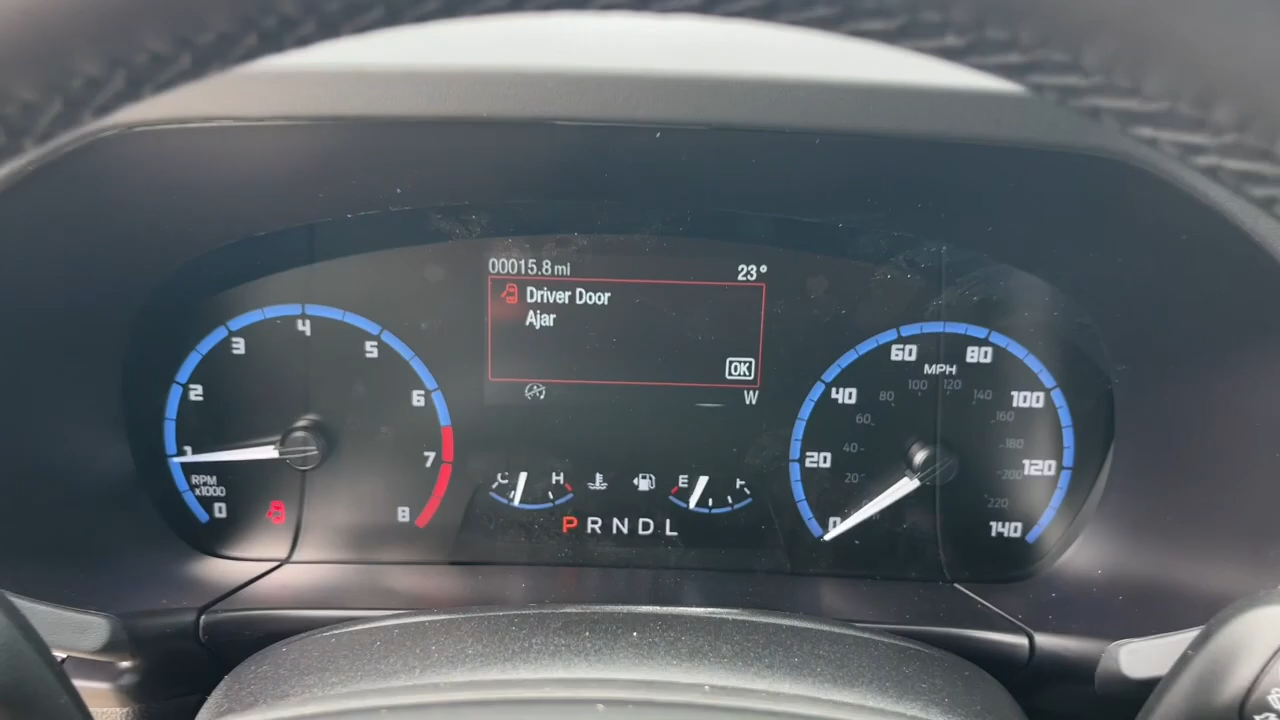 00015.8 mi 23°
Driver Door
Ajar
OK
W
0 1 2 3 4 5 6 7 8
RPM
x1000
C H
E F
P R N D L
0 20 40 60 80 100 120 140
MPH
20 40 60 80 100 120 140 160 180 200 220